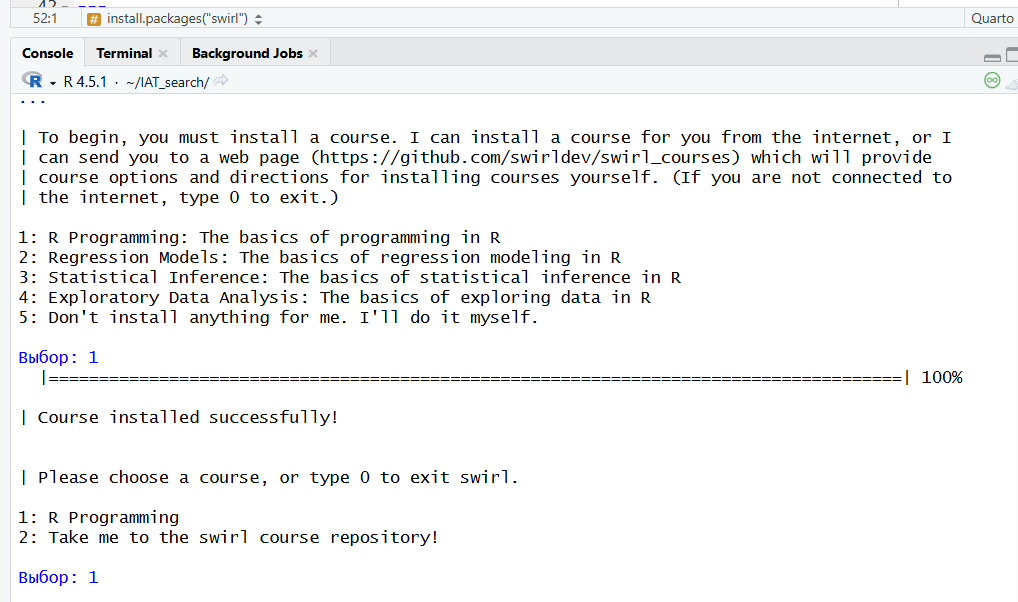 52:1 # install.packages("swirl") Quarto
Console Terminal Background Jobs
R R 4.5.1 · ~/IAT_search/
...
| To begin, you must install a course. I can install a course for you from the internet, or I
| can send you to a web page (https://github.com/swirldev/swirl_courses) which will provide
| course options and directions for installing courses yourself. (If you are not connected to
| the internet, type 0 to exit.)
1: R Programming: The basics of programming in R
2: Regression Models: The basics of regression modeling in R
3: Statistical Inference: The basics of statistical inference in R
4: Exploratory Data Analysis: The basics of exploring data in R
5: Don't install anything for me. I'll do it myself.
Выбор: 1
|=====================================================================================| 100%
| Course installed successfully!
| Please choose a course, or type 0 to exit swirl.
1: R Programming
2: Take me to the swirl course repository!
Выбор: 1